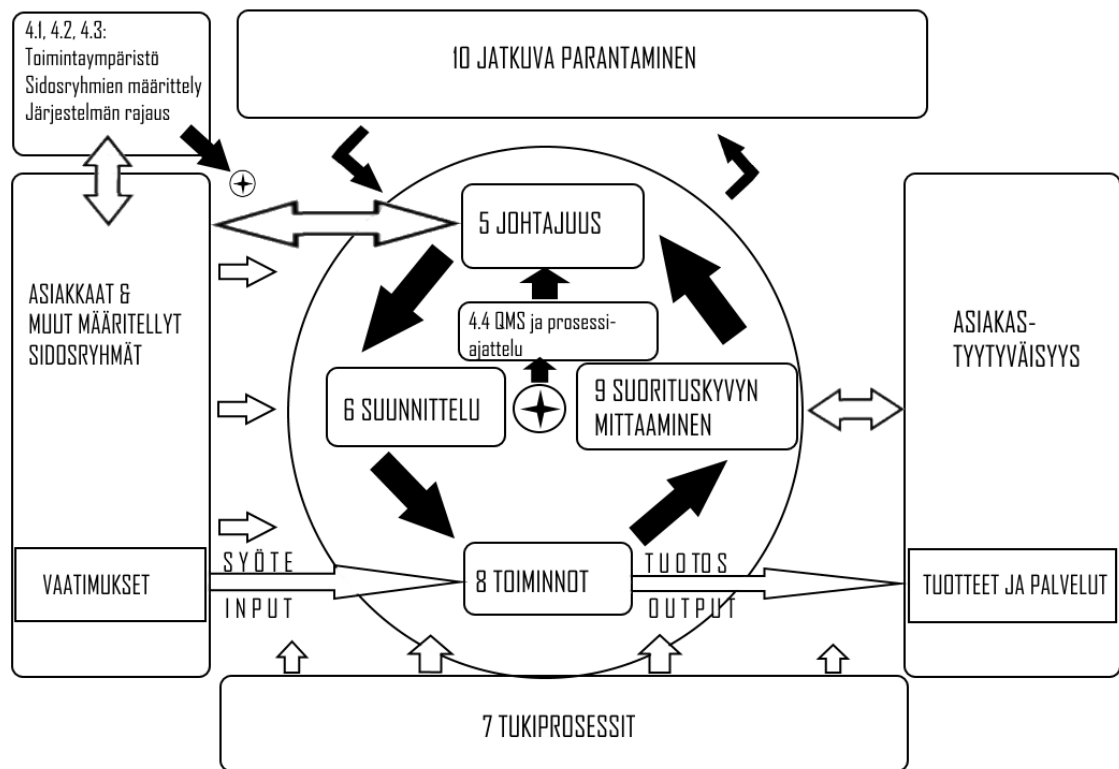 4.1, 4.2, 4.3:
Toimintaympäristö
Sidosryhmien määrittely
Järjestelmän rajaus
10 JATKUVA PARANTAMINEN
5 JOHTAJUUS
ASIAKKAAT &
MUUT MÄÄRITELLYT
SIDOSRYHMÄT
4.4 QMS ja prosessi-
ajattelu
ASIAKAS-
TYYTYVÄISYYS
6 SUUNNITTELU
9 SUORITUSKYVYN
MITTAAMINEN
VAATIMUKSET
SYÖTE
INPUT
8 TOIMINNOT
TUOTOS
OUTPUT
TUOTTEET JA PALVELUT
7 TUKIPROSESSIT